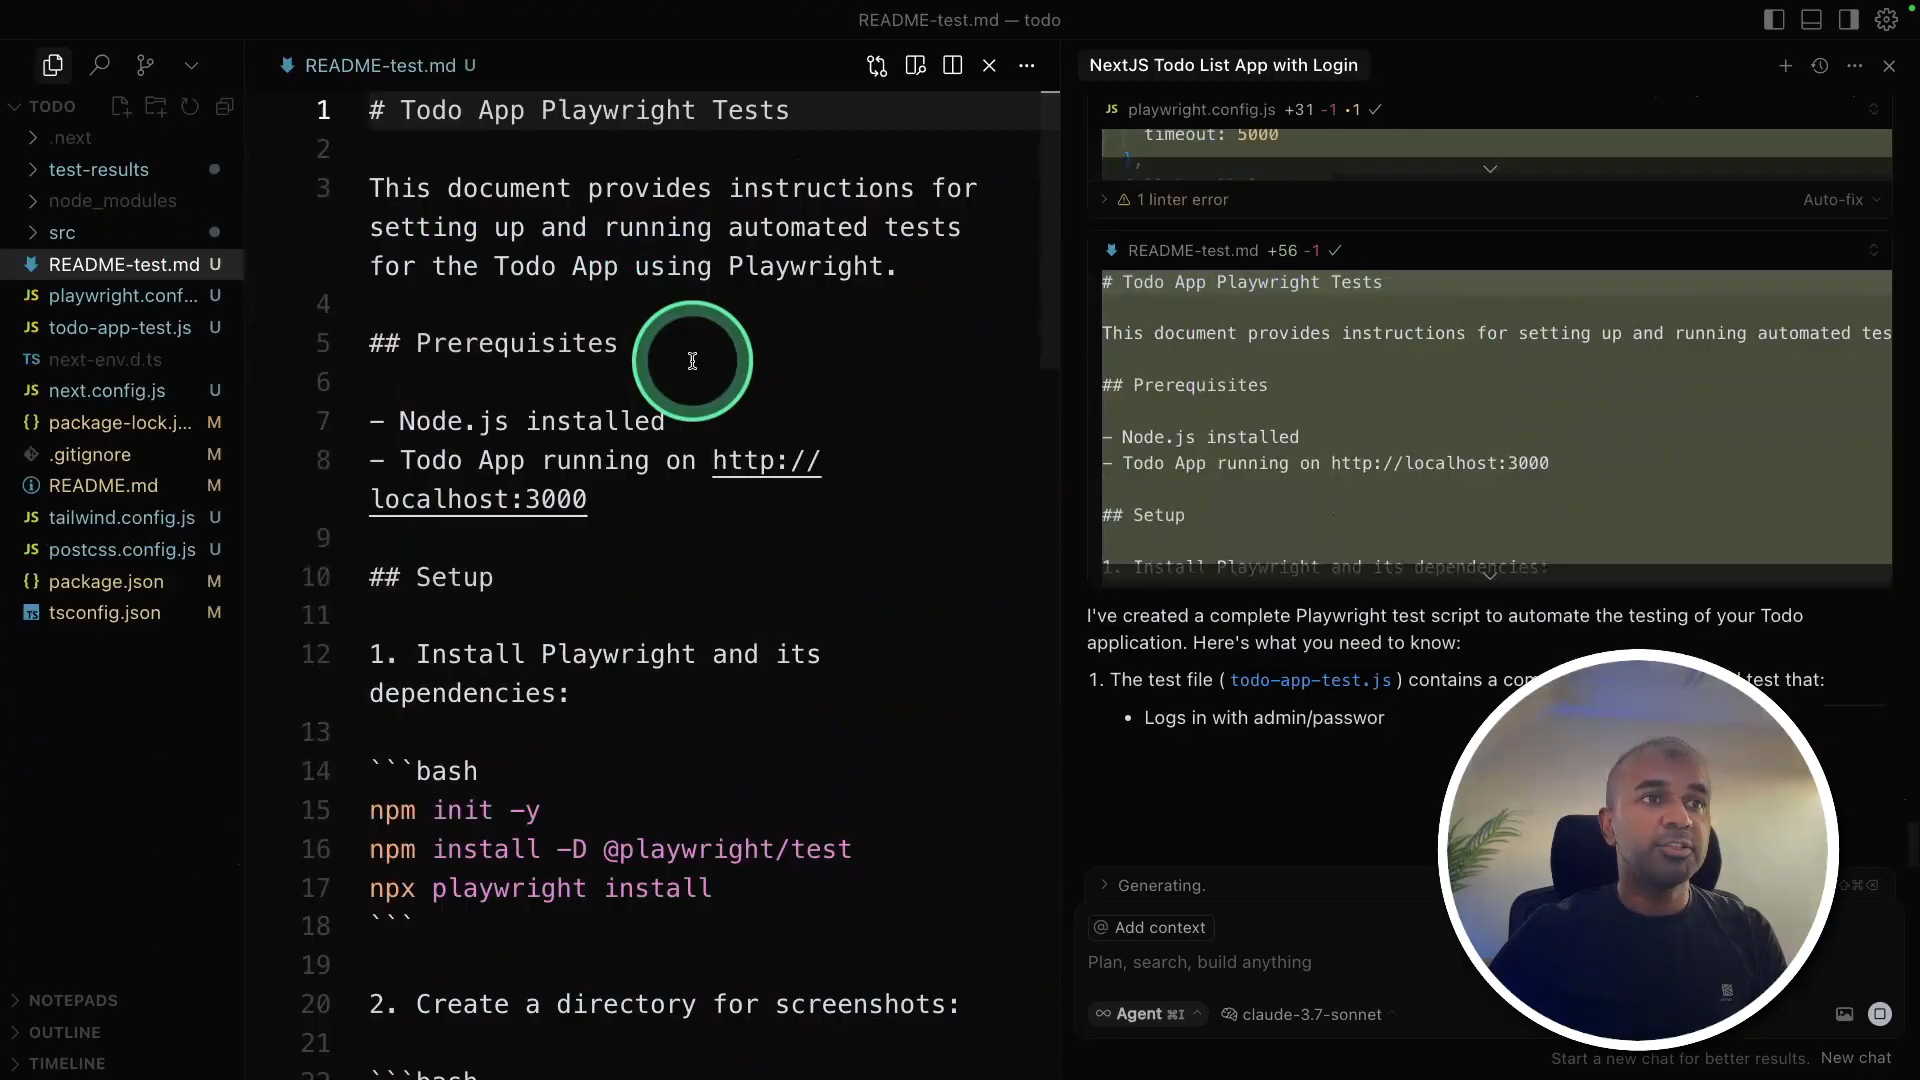 README-test.md — todo
README-test.md U
NextJS Todo List App with Login
TODO
.next
test-results
node_modules
src
README-test.md U
playwright.conf... U
todo-app-test.js U
next-env.d.ts
next.config.js U
package-lock.j... M
.gitignore M
README.md M
tailwind.config.js U
postcss.config.js U
package.json M
tsconfig.json M
NOTEPADS
OUTLINE
TIMELINE
1 # Todo App Playwright Tests
2
3 This document provides instructions for
setting up and running automated tests
for the Todo App using Playwright.
4
5 ## Prerequisites
6
7 - Node.js installed
8 - Todo App running on http://
localhost:3000
9
10 ## Setup
11
12 1. Install Playwright and its
dependencies:
13
14 ```bash
15 npm init -y
16 npm install -D @playwright/test
17 npx playwright install
18 ```
19
20 2. Create a directory for screenshots:
21
22 ```bash
JS playwright.config.js +31 -1 •1
timeout: 5000
},
1 linter error Auto-fix
README-test.md +56 -1
# Todo App Playwright Tests
This document provides instructions for setting up and running automated tes
## Prerequisites
- Node.js installed
- Todo App running on http://localhost:3000
## Setup
1. Install Playwright and its dependencies:
I've created a complete Playwright test script to automate the testing of your Todo
application. Here's what you need to know:
1. The test file ( todo-app-test.js ) contains a com
test that:
• Logs in with admin/passwor
Generating.
@ Add context
Plan, search, build anything
Agent ⌘I claude-3.7-sonnet
Start a new chat for better results. New chat